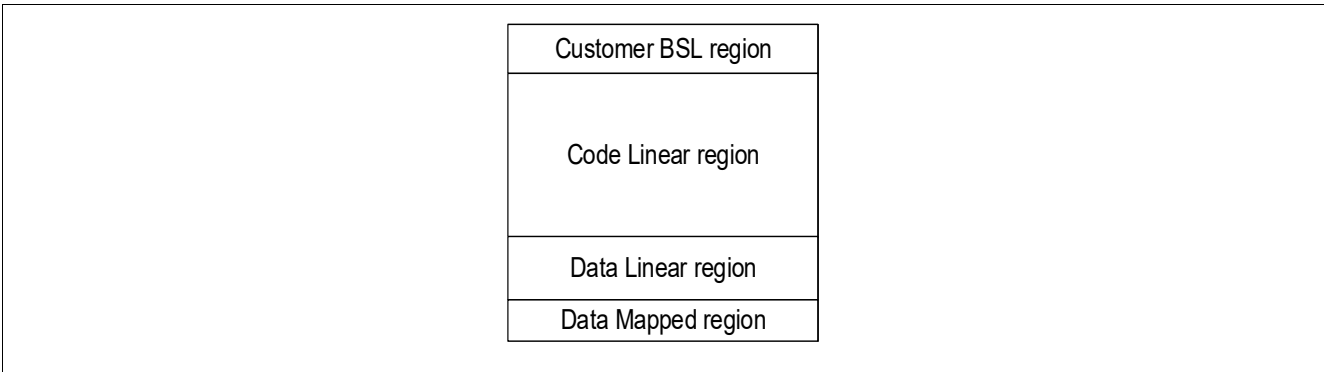 Customer BSL region
Code Linear region
Data Linear region
Data Mapped region